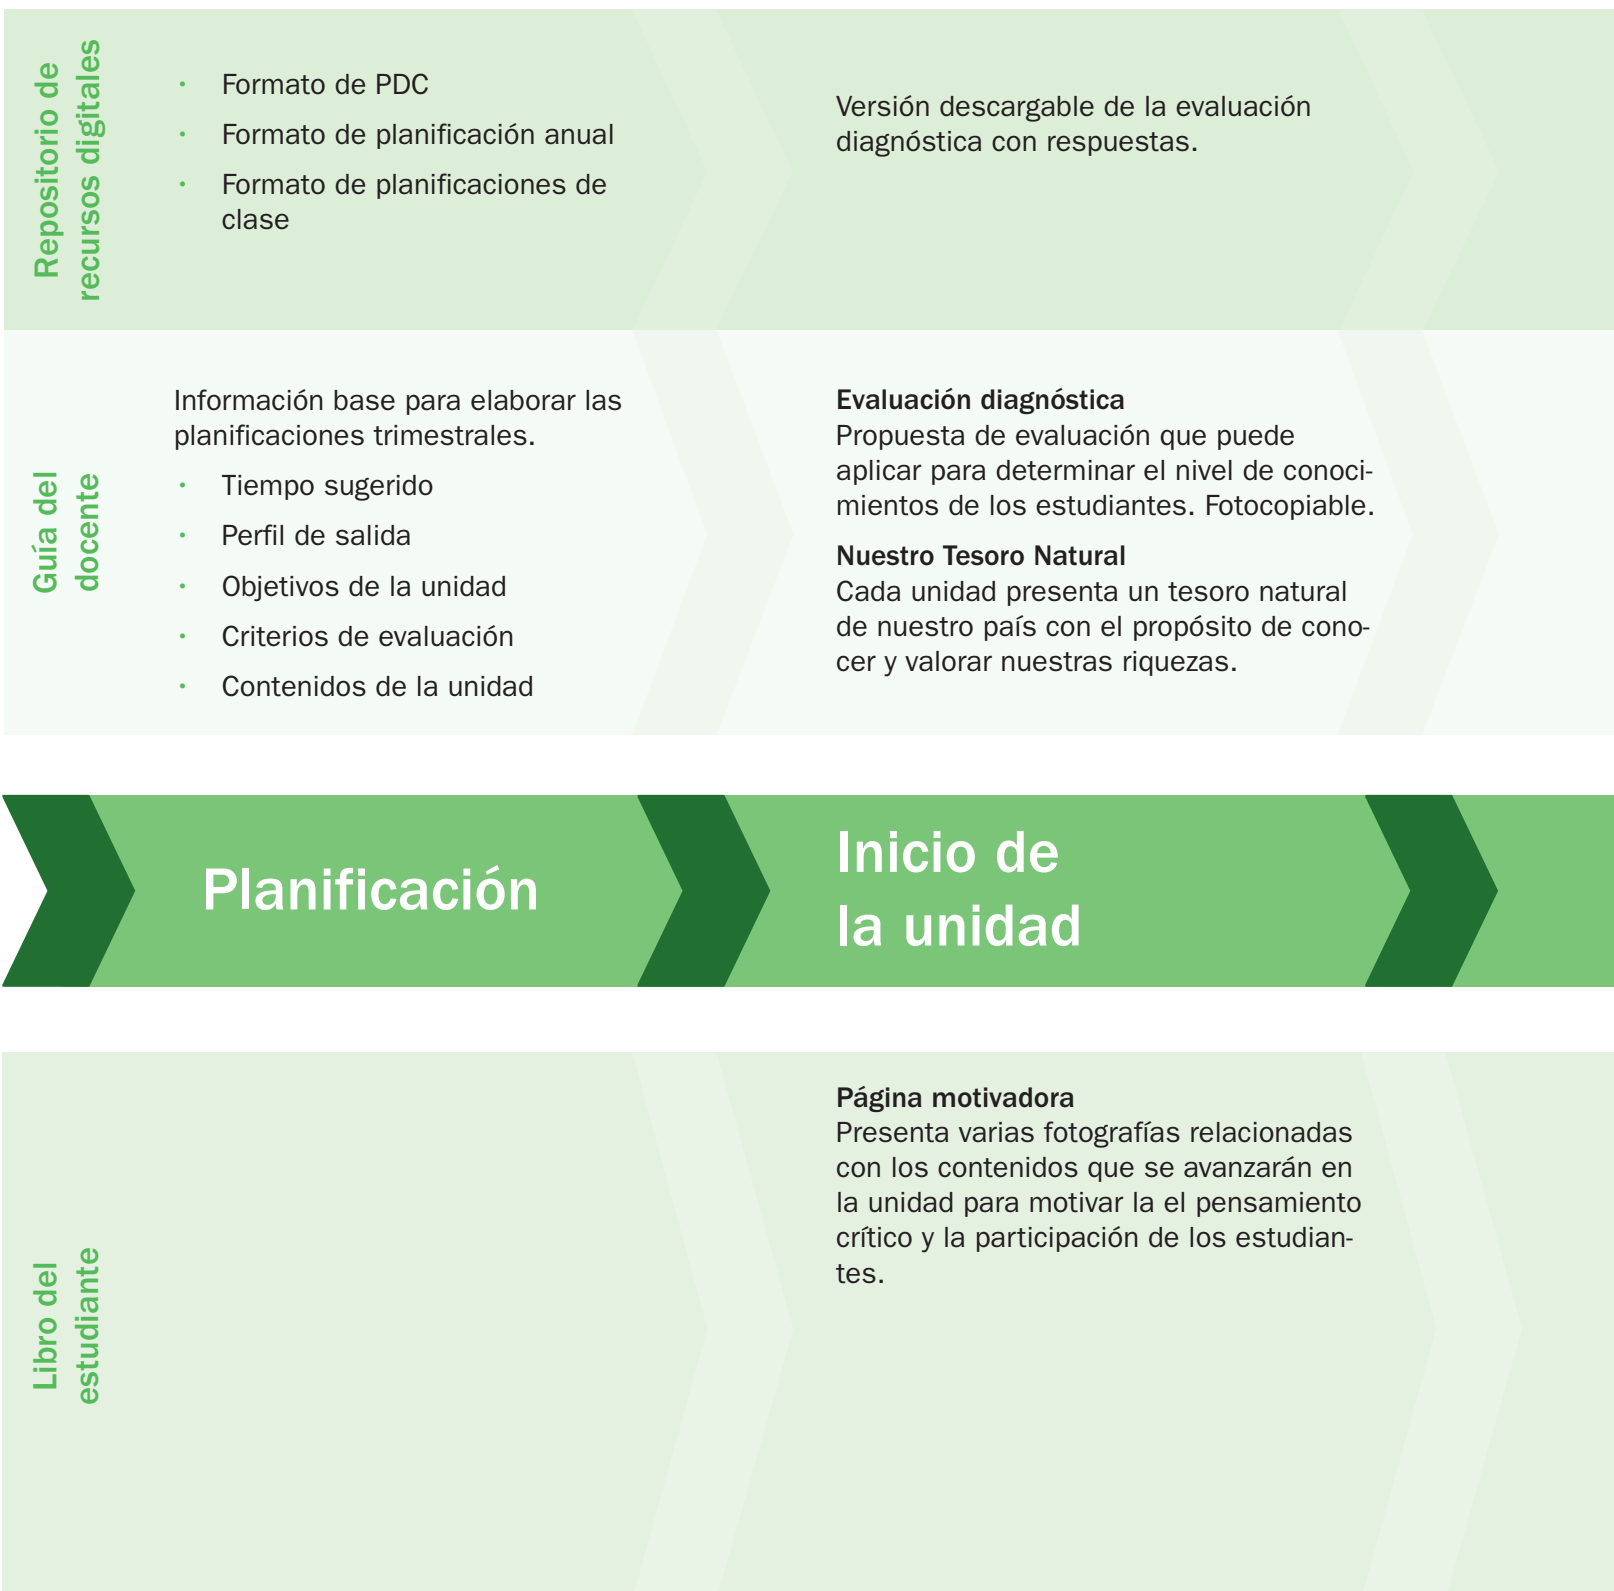 Repositorio de
recursos digitales
· Formato de PDC
· Formato de planificación anual
· Formato de planificaciones de
clase
Versión descargable de la evaluación
diagnóstica con respuestas.
Guía del
docente
Información base para elaborar las
planificaciones trimestrales.
· Tiempo sugerido
· Perfil de salida
· Objetivos de la unidad
· Criterios de evaluación
· Contenidos de la unidad
Evaluación diagnóstica
Propuesta de evaluación que puede
aplicar para determinar el nivel de conoci-
mientos de los estudiantes. Fotocopiable.
Nuestro Tesoro Natural
Cada unidad presenta un tesoro natural
de nuestro país con el propósito de cono-
cer y valorar nuestras riquezas.
Planificación
Inicio de
la unidad
Libro del
estudiante
Página motivadora
Presenta varias fotografías relacionadas
con los contenidos que se avanzarán en
la unidad para motivar la el pensamiento
crítico y la participación de los estudian-
tes.